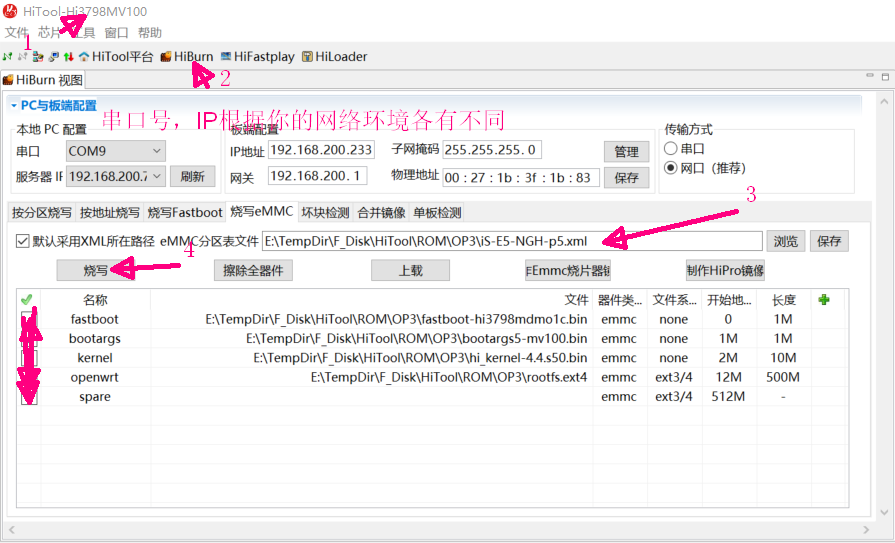 HiTool-Hi3798MV100
文件 芯片 工具 窗口 帮助
1
HiTool平台 HiBurn HiFastplay HiLoader
2
HiBurn 视图
PC与板端配置
串口号，IP根据你的网络环境各有不同
本地 PC 配置 板端配置 传输方式
串口 COM9 IP地址 192.168.200.233 子网掩码 255.255.255. 0 管理 串口
服务器 IP 192.168.200.7 刷新 网关 192.168.200. 1 物理地址 00 : 27 : 1b : 3f : 1b : 83 保存 网口（推荐）
3
按分区烧写 按地址烧写 烧写Fastboot 烧写eMMC 坏块检测 合并镜像 单板检测
默认采用XML所在路径 eMMC分区表文件 E:\TempDir\F_Disk\HiTool\ROM\OP3\iS-E5-NGH-p5.xml 浏览 保存
4
烧写 擦除全器件 上载 Emmc烧片器镜 制作HiPro镜像
名称 文件 器件类... 文件系... 开始地... 长度
fastboot E:\TempDir\F_Disk\HiTool\ROM\OP3\fastboot-hi3798mdmo1c.bin emmc none 0 1M
bootargs E:\TempDir\F_Disk\HiTool\ROM\OP3\bootargs5-mv100.bin emmc none 1M 1M
kernel E:\TempDir\F_Disk\HiTool\ROM\OP3\hi_kernel-4.4.s50.bin emmc none 2M 10M
openwrt E:\TempDir\F_Disk\HiTool\ROM\OP3\rootfs.ext4 emmc ext3/4 12M 500M
spare emmc ext3/4 512M -